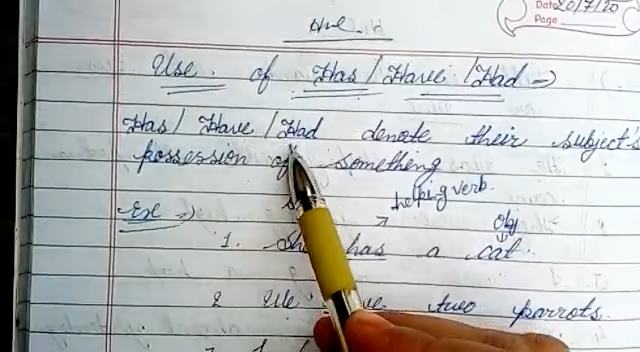 Date 20/7/20
Page
Use of Has/Have/Had ⇒
Has/Have/Had denote their subject's
possession of something
helping verb.
Ex ⇒) obj
1. She has a cat.
2 We two parrots.